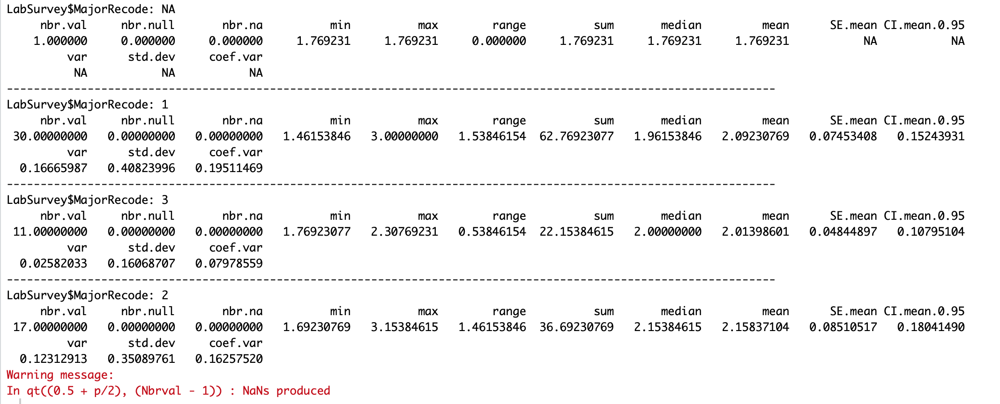 LabSurvey$MajorRecode: NA
nbr.val nbr.null nbr.na min max range sum median mean SE.mean CI.mean.0.95
1.000000 0.000000 0.000000 1.769231 1.769231 0.000000 1.769231 1.769231 1.769231 NA NA
var std.dev coef.var
NA NA NA
------------------------------------------------------------------------------------------------------------------
LabSurvey$MajorRecode: 1
nbr.val nbr.null nbr.na min max range sum median mean SE.mean CI.mean.0.95
30.00000000 0.00000000 0.00000000 1.46153846 3.00000000 1.53846154 62.76923077 1.96153846 2.09230769 0.07453408 0.15243931
var std.dev coef.var
0.16665987 0.40823996 0.19511469
------------------------------------------------------------------------------------------------------------------
LabSurvey$MajorRecode: 3
nbr.val nbr.null nbr.na min max range sum median mean SE.mean CI.mean.0.95
11.00000000 0.00000000 0.00000000 1.76923077 2.30769231 0.53846154 22.15384615 2.00000000 2.01398601 0.04844897 0.10795104
var std.dev coef.var
0.02582033 0.16068707 0.07978559
------------------------------------------------------------------------------------------------------------------
LabSurvey$MajorRecode: 2
nbr.val nbr.null nbr.na min max range sum median mean SE.mean CI.mean.0.95
17.00000000 0.00000000 0.00000000 1.69230769 3.15384615 1.46153846 36.69230769 2.15384615 2.15837104 0.08510517 0.18041490
var std.dev coef.var
0.12312913 0.35089761 0.16257520
Warning message:
In qt((0.5 + p/2), (Nbrval - 1)) : NaNs produced